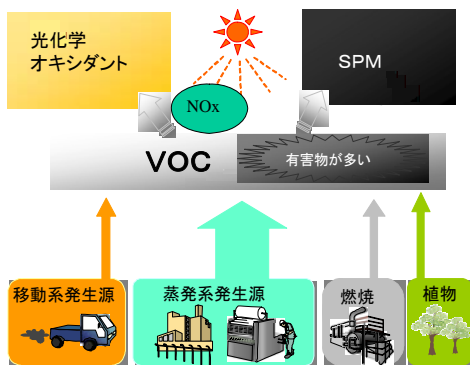 光化学
オキシダント
SPM
NOx
VOC
有害物が多い
移動系発生源
蒸発系発生源
燃焼
植物